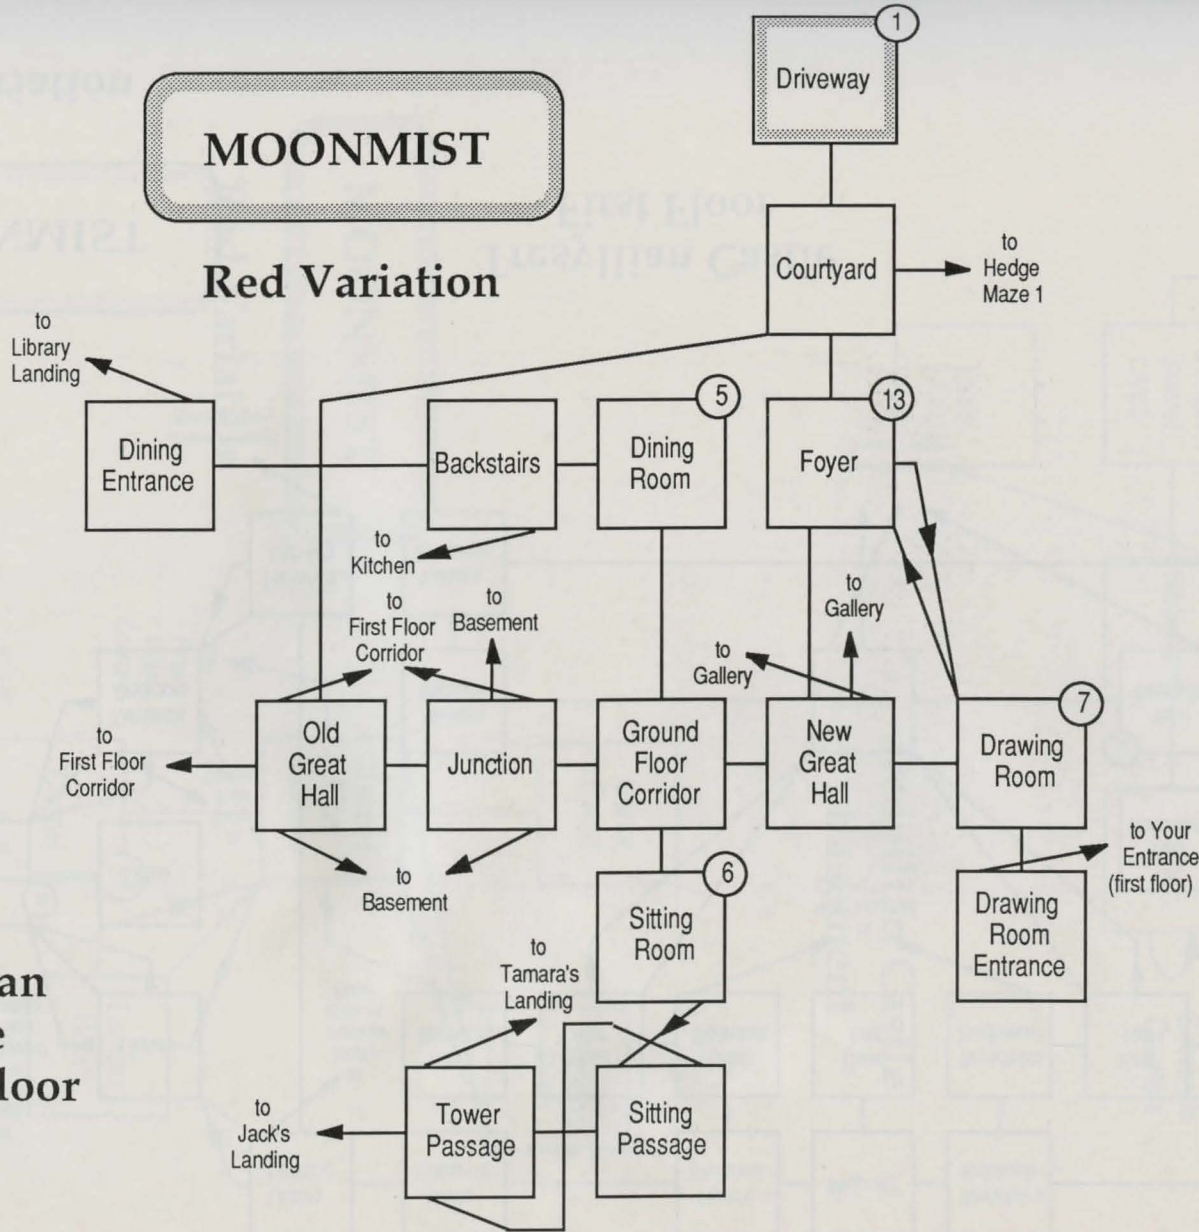 1
Driveway
MOONMIST
Red Variation
Courtyard
to
Hedge
Maze 1
to
Library
Landing
Dining
Entrance
Backstairs
5
Dining
Room
13
Foyer
to
Kitchen
to
First Floor
Corridor
to
Basement
to
Gallery
to
Gallery
to
First Floor
Corridor
Old
Great
Hall
Junction
Ground
Floor
Corridor
New
Great
Hall
7
Drawing
Room
to
Basement
6
Sitting
Room
to Your
Entrance
(first floor)
Drawing
Room
Entrance
an
e
loor
to
Tamara's
Landing
to
Jack's
Landing
Tower
Passage
Sitting
Passage